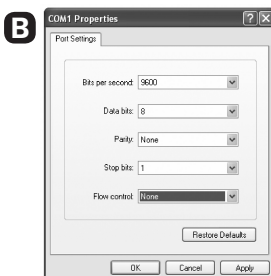 B
COM1 Properties
Port Settings
Bits per second: 9600
Data bits: 8
Parity: None
Stop bits: 1
Flow control: None
Restore Defaults
OK Cancel Apply